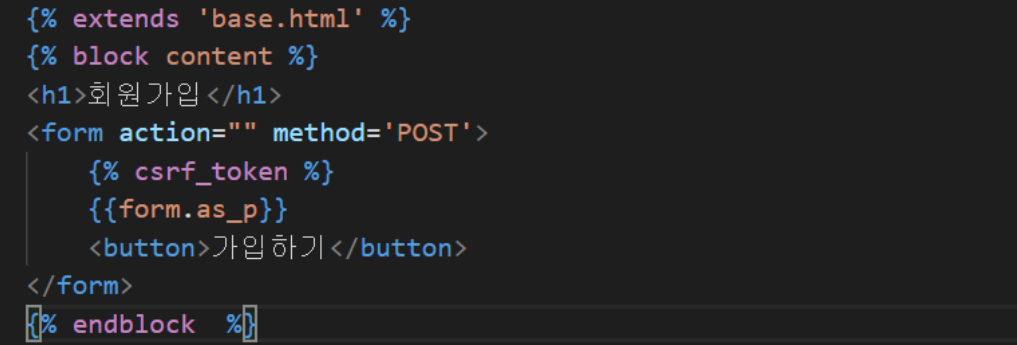 {% extends 'base.html' %}
{% block content %}
<h1>회원가입</h1>
<form action="" method='POST'>
    {% csrf_token %}
    {{form.as_p}}
    <button>가입하기</button>
</form>
{% endblock  %}